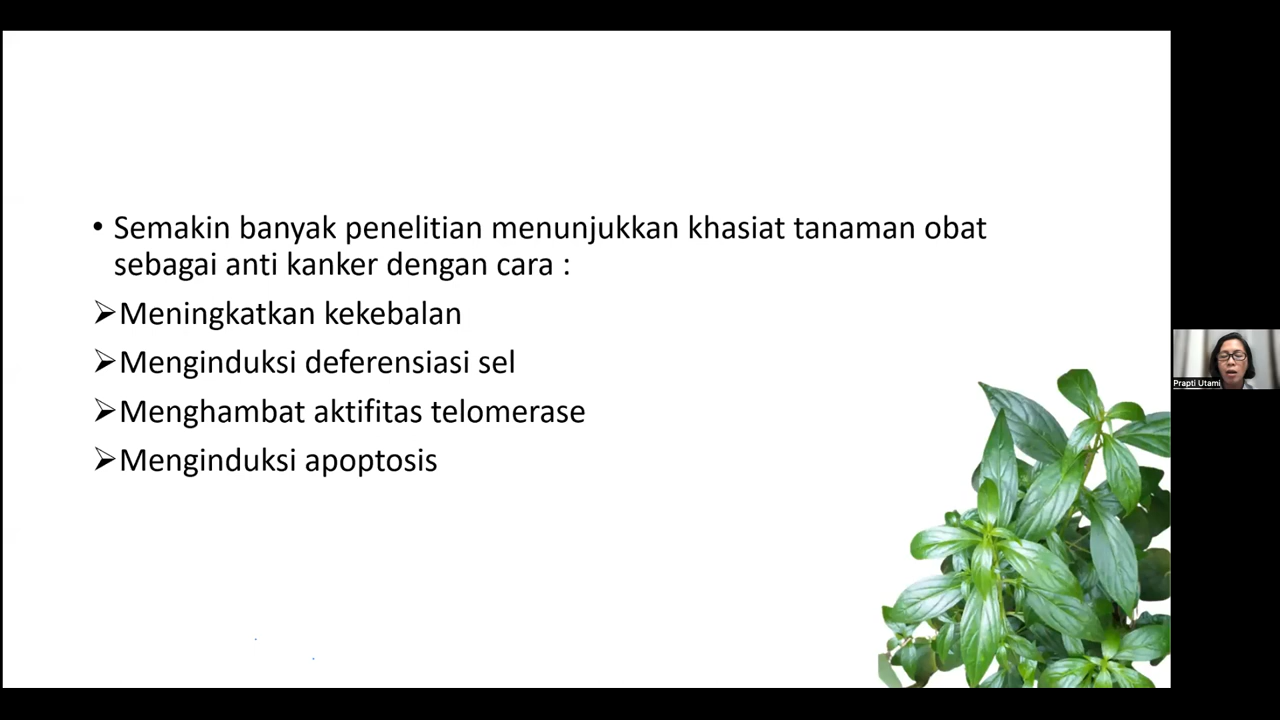 • Semakin banyak penelitian menunjukkan khasiat tanaman obat
sebagai anti kanker dengan cara :
➢Meningkatkan kekebalan
➢Menginduksi deferensiasi sel
➢Menghambat aktifitas telomerase
➢Menginduksi apoptosis
Prapti Utami